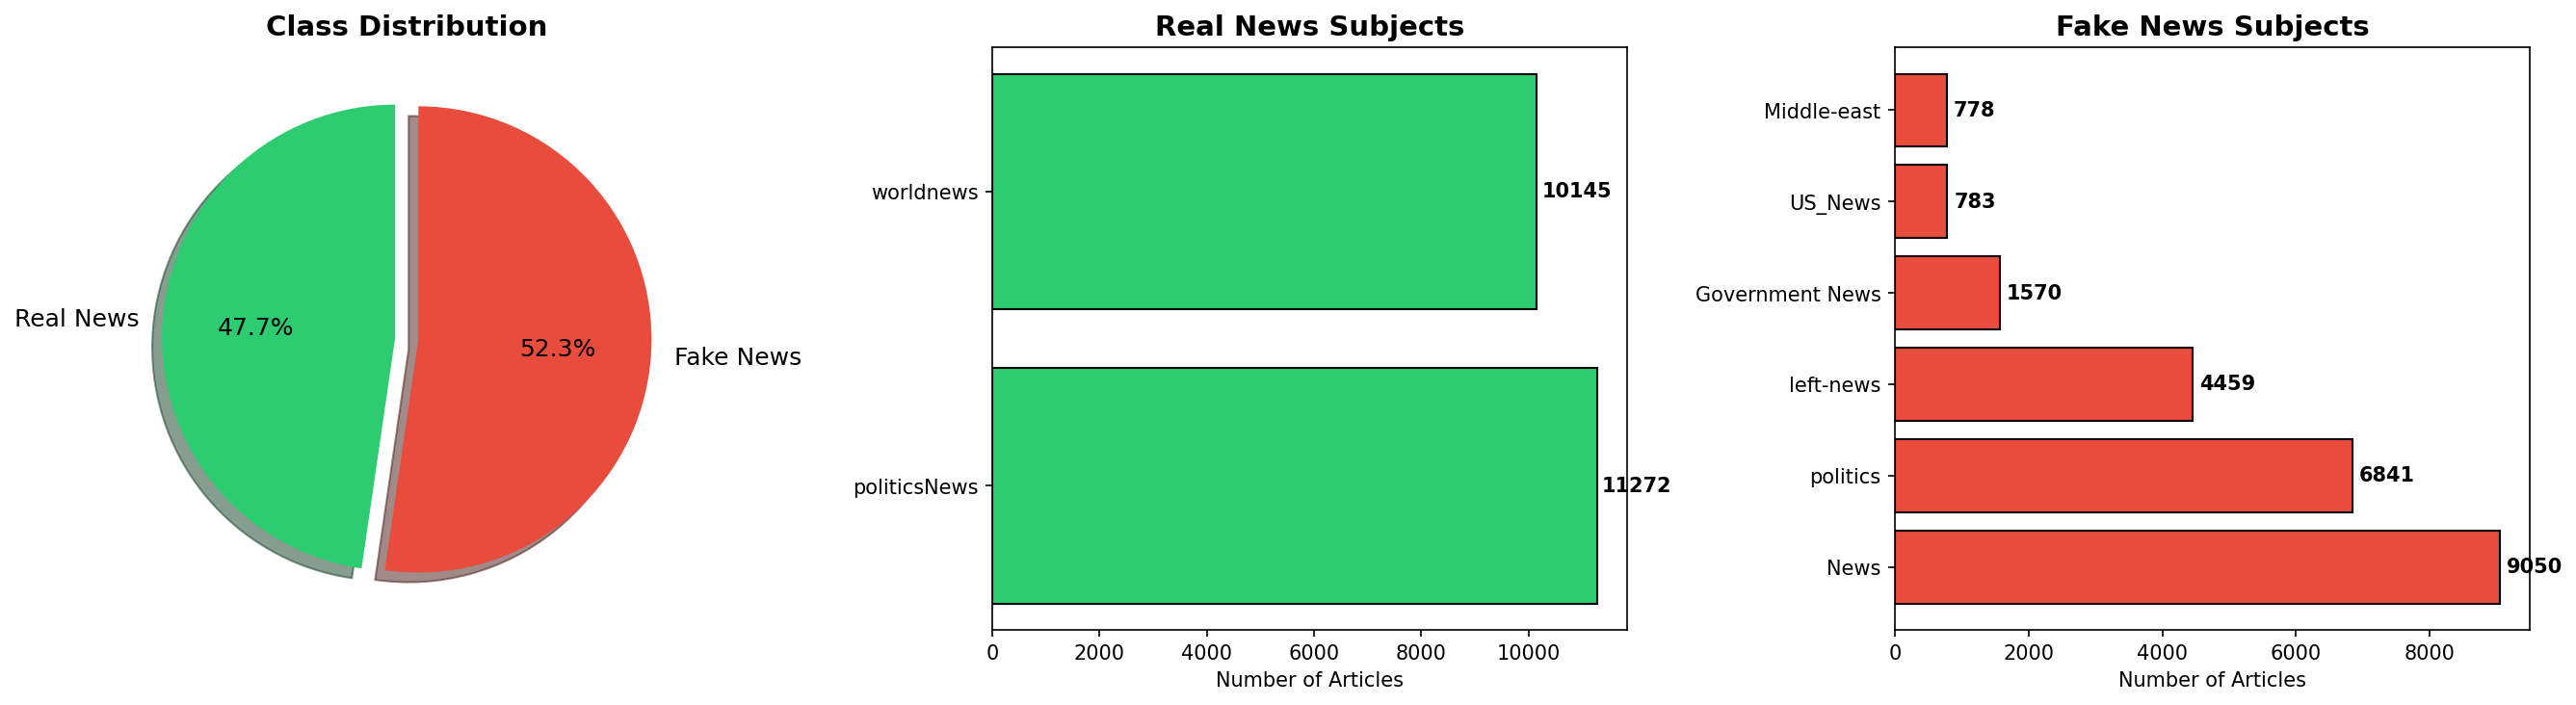 Class Distribution
Real News
47.7%
52.3%
Fake News
Real News Subjects
worldnews
10145
politicsNews
11272
0 2000 4000 6000 8000 10000
Number of Articles
Fake News Subjects
Middle-east
778
US_News
783
Government News
1570
left-news
4459
politics
6841
News
9050
0 2000 4000 6000 8000
Number of Articles